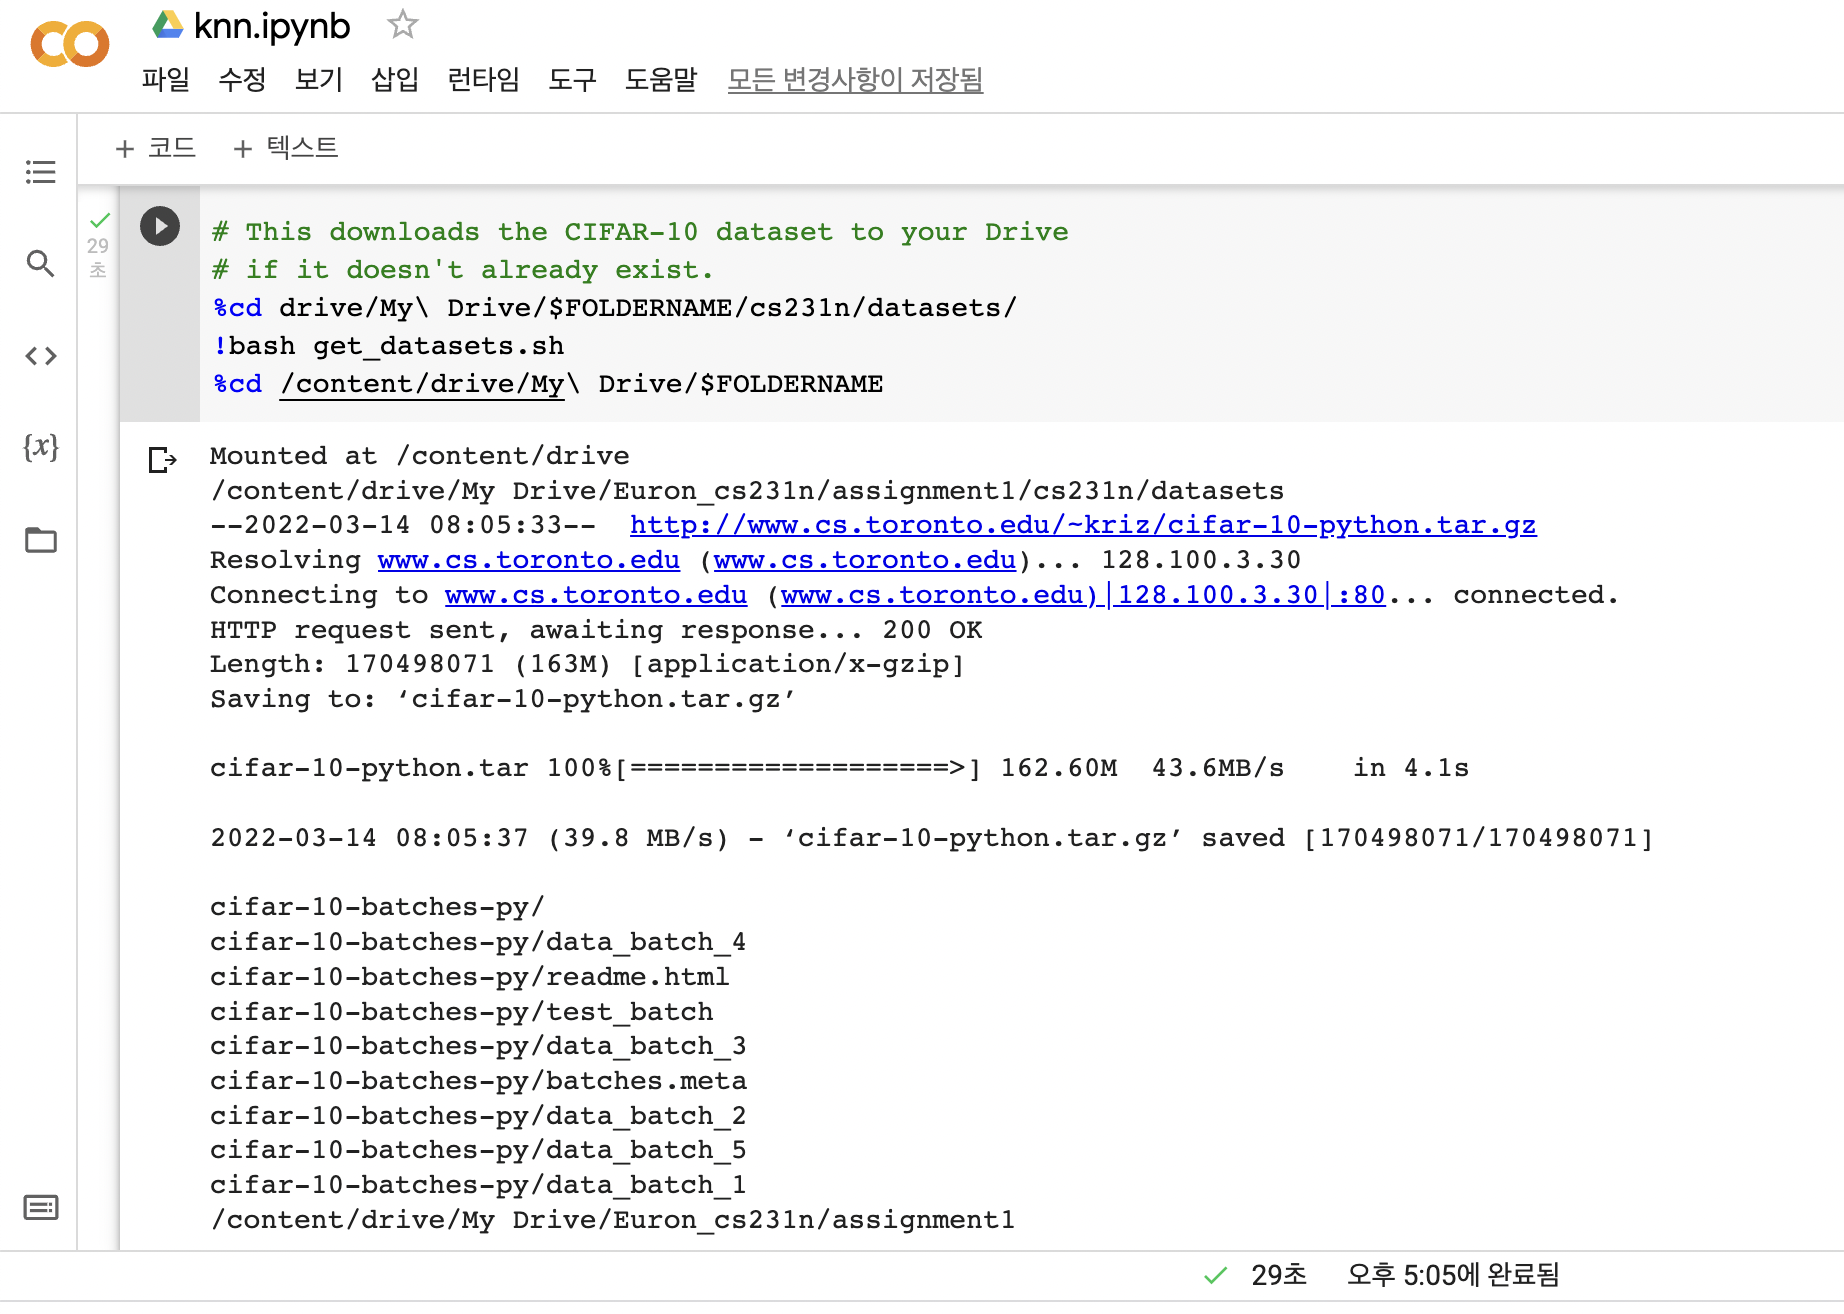 knn.ipynb
파일 수정 보기 삽입 런타임 도구 도움말 모든 변경사항이 저장됨
+ 코드 + 텍스트
29
초
# This downloads the CIFAR-10 dataset to your Drive
# if it doesn't already exist.
%cd drive/My\ Drive/$FOLDERNAME/cs231n/datasets/
!bash get_datasets.sh
%cd /content/drive/My\ Drive/$FOLDERNAME
{x}
Mounted at /content/drive
/content/drive/My Drive/Euron_cs231n/assignment1/cs231n/datasets
--2022-03-14 08:05:33--  http://www.cs.toronto.edu/~kriz/cifar-10-python.tar.gz
Resolving www.cs.toronto.edu (www.cs.toronto.edu)... 128.100.3.30
Connecting to www.cs.toronto.edu (www.cs.toronto.edu)|128.100.3.30|:80... connected.
HTTP request sent, awaiting response... 200 OK
Length: 170498071 (163M) [application/x-gzip]
Saving to: ‘cifar-10-python.tar.gz’
cifar-10-python.tar 100%[===================>] 162.60M  43.6MB/s    in 4.1s
2022-03-14 08:05:37 (39.8 MB/s) - ‘cifar-10-python.tar.gz’ saved [170498071/170498071]
cifar-10-batches-py/
cifar-10-batches-py/data_batch_4
cifar-10-batches-py/readme.html
cifar-10-batches-py/test_batch
cifar-10-batches-py/data_batch_3
cifar-10-batches-py/batches.meta
cifar-10-batches-py/data_batch_2
cifar-10-batches-py/data_batch_5
cifar-10-batches-py/data_batch_1
/content/drive/My Drive/Euron_cs231n/assignment1
29초 오후 5:05에 완료됨